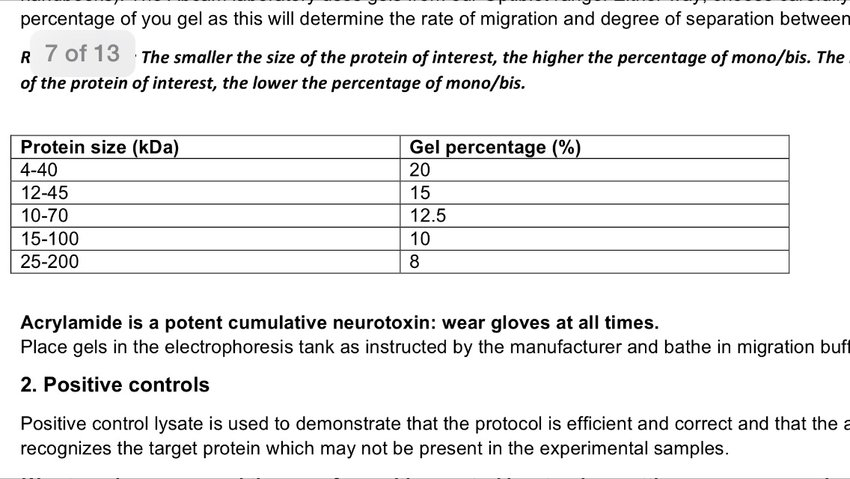 percentage of you gel as this will determine the rate of migration and degree of separation between
R
7 of 13
The smaller the size of the protein of interest, the higher the percentage of mono/bis. The
of the protein of interest, the lower the percentage of mono/bis.
Protein size (kDa) Gel percentage (%)
4-40 20
12-45 15
10-70 12.5
15-100 10
25-200 8
Acrylamide is a potent cumulative neurotoxin: wear gloves at all times.
Place gels in the electrophoresis tank as instructed by the manufacturer and bathe in migration buff
2. Positive controls
Positive control lysate is used to demonstrate that the protocol is efficient and correct and that the a
recognizes the target protein which may not be present in the experimental samples.